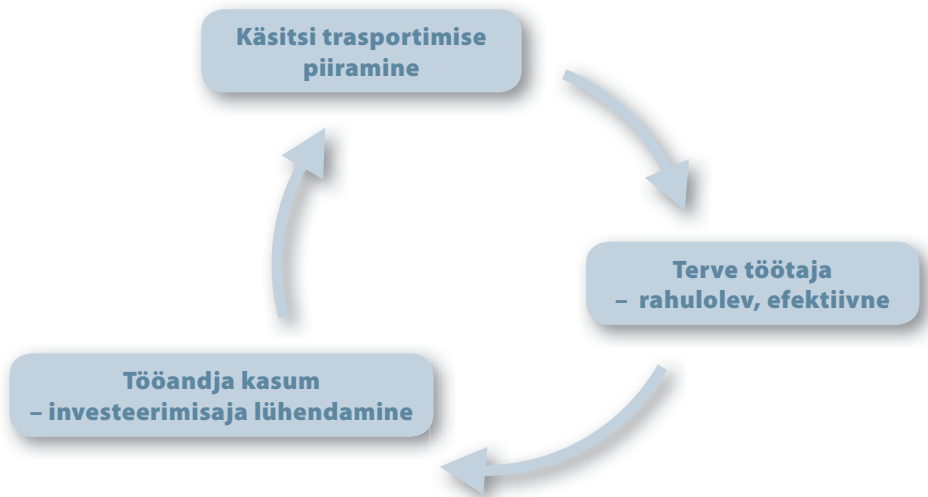 Käsitsi trasportimise
piiramine
Terve töötaja
– rahulolev, efektiivne
Tööandja kasum
– investeerimisaja lühendamine